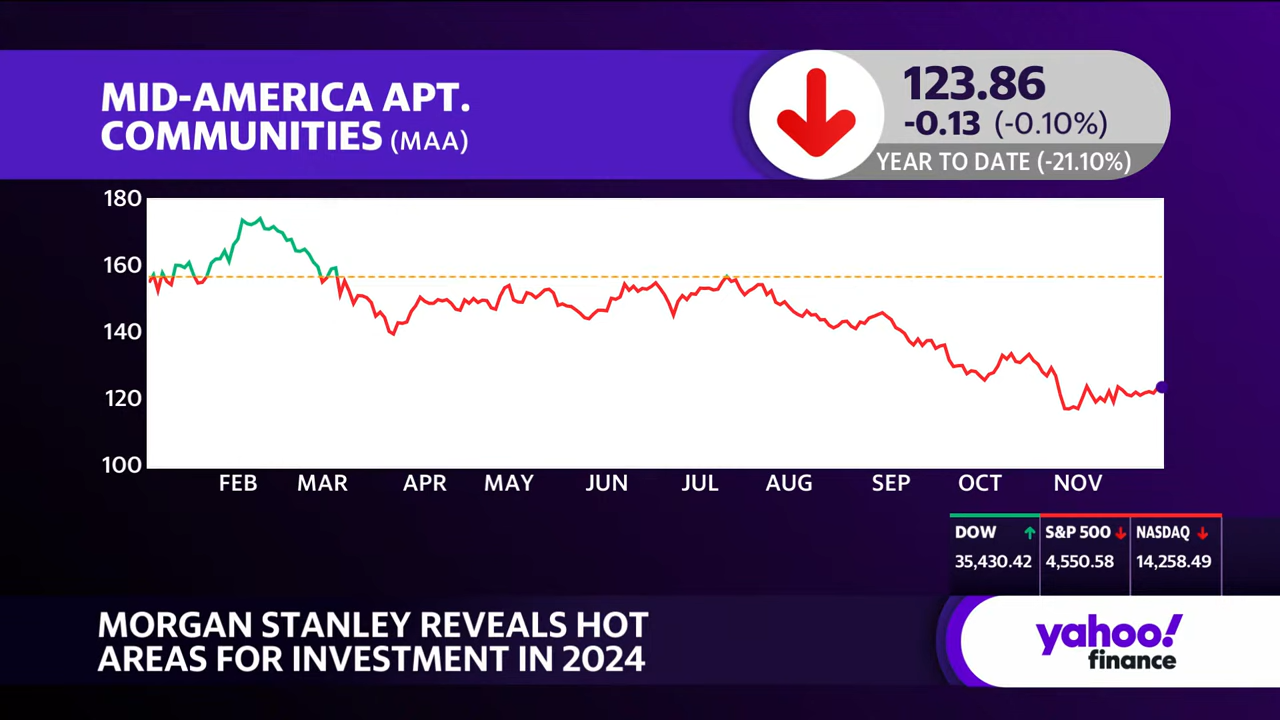 MID-AMERICA APT.
COMMUNITIES (MAA)
123.86
-0.13 (-0.10%)
YEAR TO DATE (-21.10%)
180
160
140
120
100
FEB MAR APR MAY JUN JUL AUG SEP OCT NOV
DOW S&P 500 NASDAQ
35,430.42 4,550.58 14,258.49
MORGAN STANLEY REVEALS HOT
AREAS FOR INVESTMENT IN 2024
yahoo!
finance